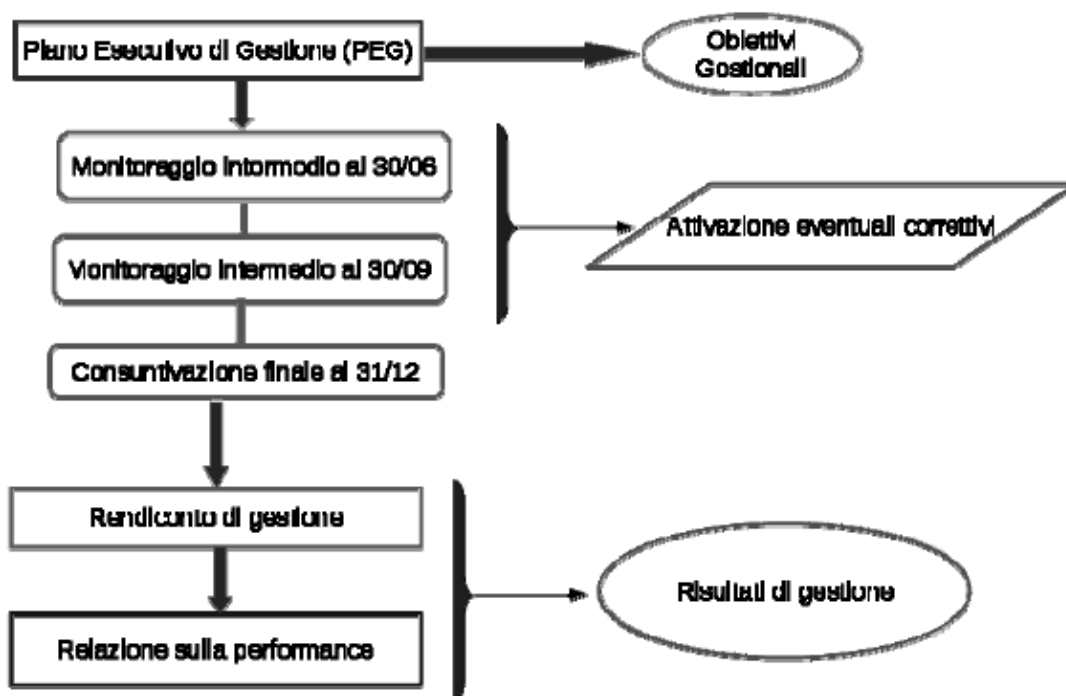 Piano Esecutivo di Gestione (PEG)
Obiettivi
Gestionali
Monitoraggio intermedio al 30/06
Monitoraggio intermedio al 30/09
Attivazione eventuali correttivi
Consuntivazione finale al 31/12
Rendiconto di gestione
Risultati di gestione
Relazione sulla performance